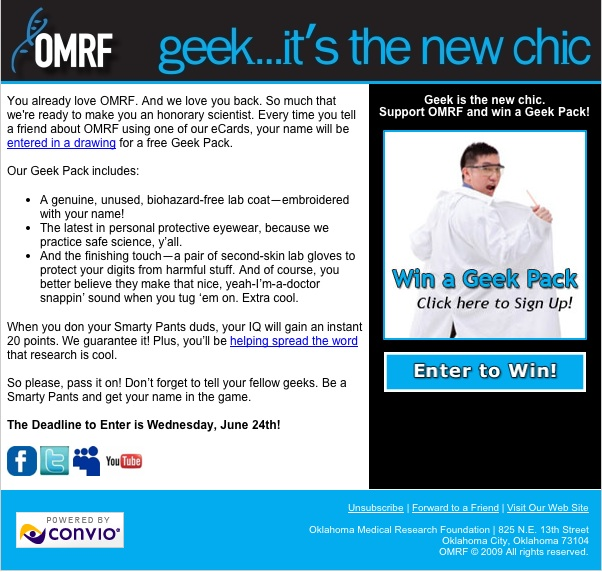 OMRF
geek...it's the new chic
You already love OMRF. And we love you back. So much that
we're ready to make you an honorary scientist. Every time you tell
a friend about OMRF using one of our eCards, your name will be
entered in a drawing for a free Geek Pack.
Our Geek Pack includes:
• A genuine, unused, biohazard-free lab coat—embroidered
with your name!
• The latest in personal protective eyewear, because we
practice safe science, y'all.
• And the finishing touch—a pair of second-skin lab gloves to
protect your digits from harmful stuff. And of course, you
better believe they make that nice, yeah-I'm-a-doctor
snappin' sound when you tug 'em on. Extra cool.
When you don your Smarty Pants duds, your IQ will gain an instant
20 points. We guarantee it! Plus, you'll be helping spread the word
that research is cool.
So please, pass it on! Don't forget to tell your fellow geeks. Be a
Smarty Pants and get your name in the game.
The Deadline to Enter is Wednesday, June 24th!
f
t
You Tube
Geek is the new chic.
Support OMRF and win a Geek Pack!
Win a Geek Pack
Click here to Sign Up!
Enter to Win!
POWERED BY
convio
Unsubscribe | Forward to a Friend | Visit Our Web Site
Oklahoma Medical Research Foundation | 825 N.E. 13th Street
Oklahoma City, Oklahoma 73104
OMRF © 2009 All rights reserved.